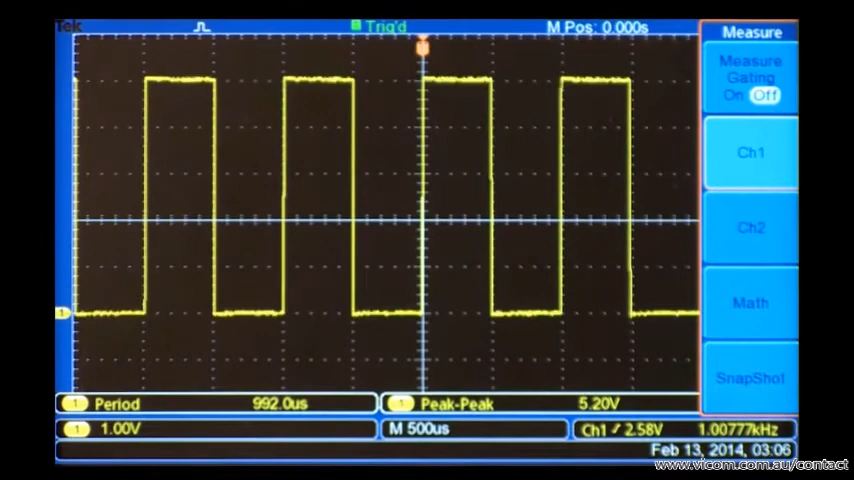 Tek Trig'd M Pos: 0.000s
Measure
Measure
Gating
On Off
Ch1
Ch2
Math
SnapShot
1
1 Period 992.0us
1 Peak-Peak 5.20V
1 1.00V
M 500us
Ch1 2.58V 1.00777kHz
Feb 13, 2014, 03:06
www.vicom.com.au/contact